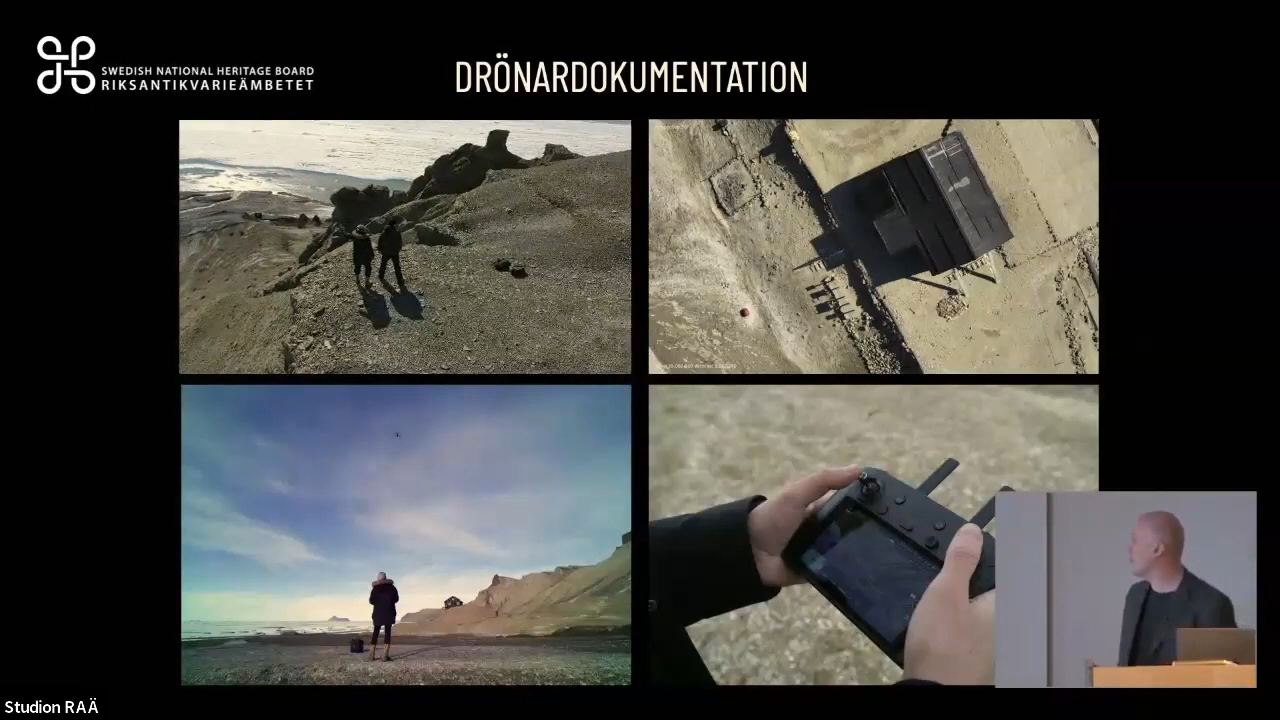 SWEDISH NATIONAL HERITAGE BOARD
RIKSANTIKVARIEÄMBETET
DRÖNARDOKUMENTATION
Studion RAÄ